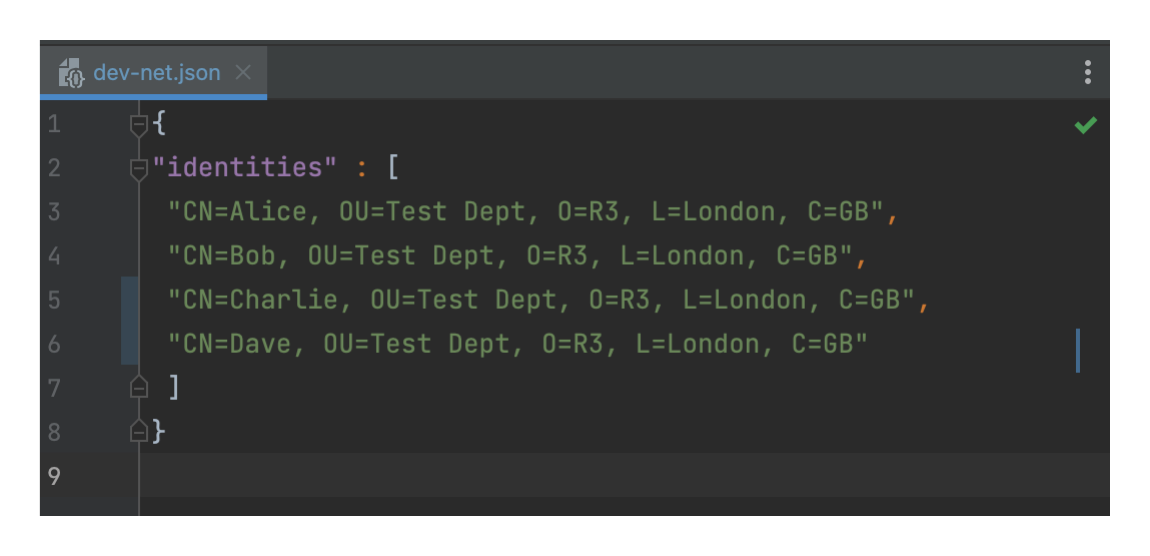 dev-net.json
1 {
2 "identities" : [
3 "CN=Alice, OU=Test Dept, O=R3, L=London, C=GB",
4 "CN=Bob, OU=Test Dept, O=R3, L=London, C=GB",
5 "CN=Charlie, OU=Test Dept, O=R3, L=London, C=GB",
6 "CN=Dave, OU=Test Dept, O=R3, L=London, C=GB"
7 ]
8 }
9